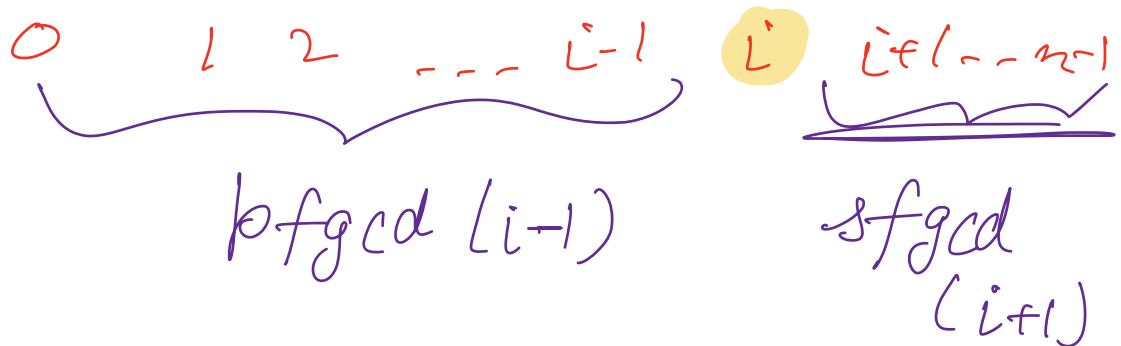 0 1 2 --- i-1 i i+1--n-1
pfgcd (i-1) sfgcd
(i+1)